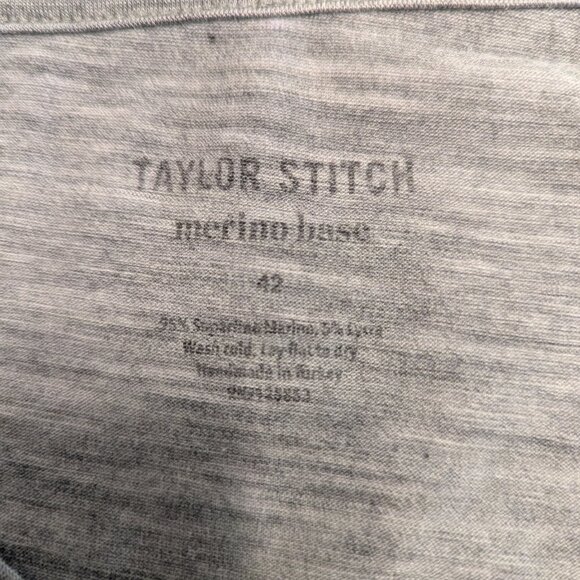 TAYLOR STITCH
merino base
42
95% Superfine Merino, 5% Lycra
Wash cold. Lay flat to dry
Handmade in Turkey